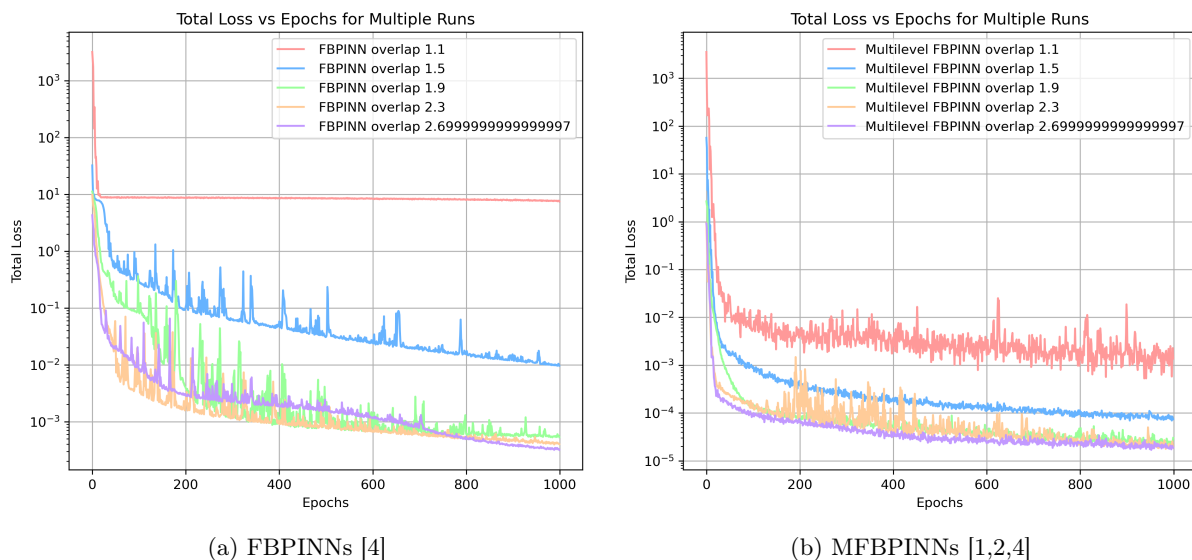 Total Loss vs Epochs for Multiple Runs
FBPINN overlap 1.1
FBPINN overlap 1.5
FBPINN overlap 1.9
FBPINN overlap 2.3
FBPINN overlap 2.6999999999999997
10³
10²
10¹
10⁰
10⁻¹
10⁻²
10⁻³
Total Loss
0 200 400 600 800 1000
Epochs
(a) FBPINNs [4]
Total Loss vs Epochs for Multiple Runs
Multilevel FBPINN overlap 1.1
Multilevel FBPINN overlap 1.5
Multilevel FBPINN overlap 1.9
Multilevel FBPINN overlap 2.3
Multilevel FBPINN overlap 2.6999999999999997
10³
10²
10¹
10⁰
10⁻¹
10⁻²
10⁻³
10⁻⁴
10⁻⁵
Total Loss
0 200 400 600 800 1000
Epochs
(b) MFBPINNs [1,2,4]